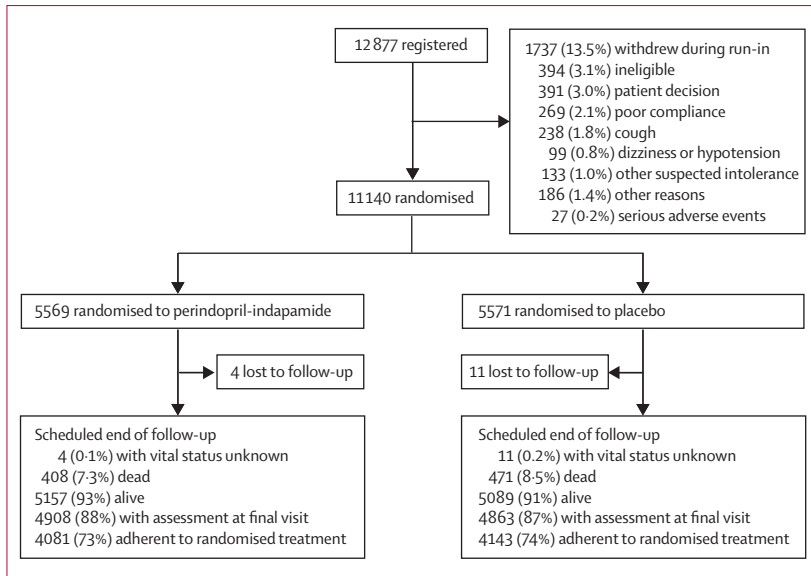 12 877 registered
1737 (13.5%) withdrew during run-in
394 (3.1%) ineligible
391 (3.0%) patient decision
269 (2.1%) poor compliance
238 (1.8%) cough
99 (0.8%) dizziness or hypotension
133 (1.0%) other suspected intolerance
186 (1.4%) other reasons
27 (0·2%) serious adverse events
11 140 randomised
5569 randomised to perindopril-indapamide
5571 randomised to placebo
4 lost to follow-up
11 lost to follow-up
Scheduled end of follow-up
4 (0·1%) with vital status unknown
408 (7·3%) dead
5157 (93%) alive
4908 (88%) with assessment at final visit
4081 (73%) adherent to randomised treatment
Scheduled end of follow-up
11 (0.2%) with vital status unknown
471 (8·5%) dead
5089 (91%) alive
4863 (87%) with assessment at final visit
4143 (74%) adherent to randomised treatment